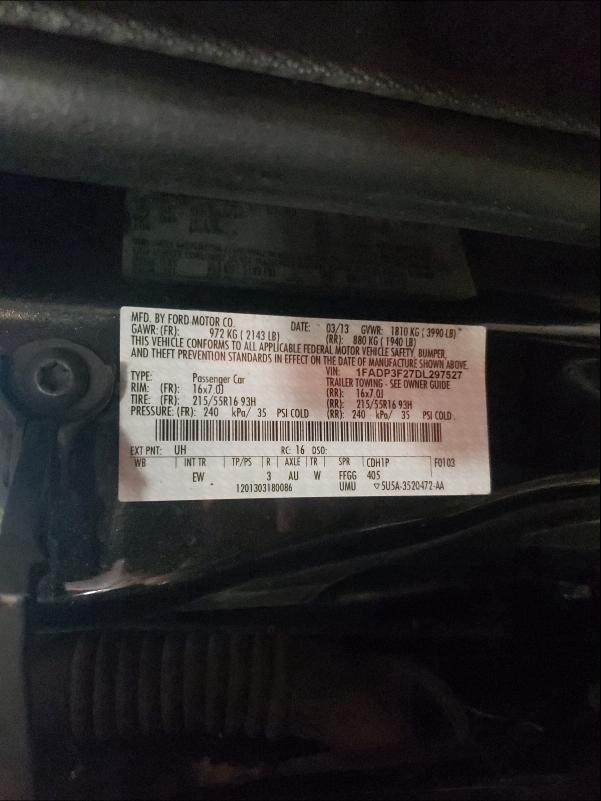 MFD. BY FORD MOTOR CO. DATE: 03/13 GVWR: 1810 KG ( 3990 LB)
GAWR: (FR): 972 KG ( 2143 LB) (RR): 880 KG ( 1940 LB)
THIS VEHICLE CONFORMS TO ALL APPLICABLE FEDERAL MOTOR VEHICLE SAFETY, BUMPER,
AND THEFT PREVENTION STANDARDS IN EFFECT ON THE DATE OF MANUFACTURE SHOWN ABOVE.
VIN: 1FADP3F27DL297527
TYPE: Passenger Car TRAILER TOWING - SEE OWNER GUIDE
RIM: (FR): 16x7.0J (RR): 16x7.0J
TIRE: (FR): 215/55R16 93H (RR): 215/55R16 93H
PRESSURE: (FR): 240 kPa/ 35 PSI COLD (RR): 240 kPa/ 35 PSI COLD
EXT PNT: UH RC: 16 DSO:
WB INT TR TP/PS R AXLE TR SPR CDH1P F0103
EW 3 AU W FFGG 405
1201303180086 UMU 5U5A-3520472-AA